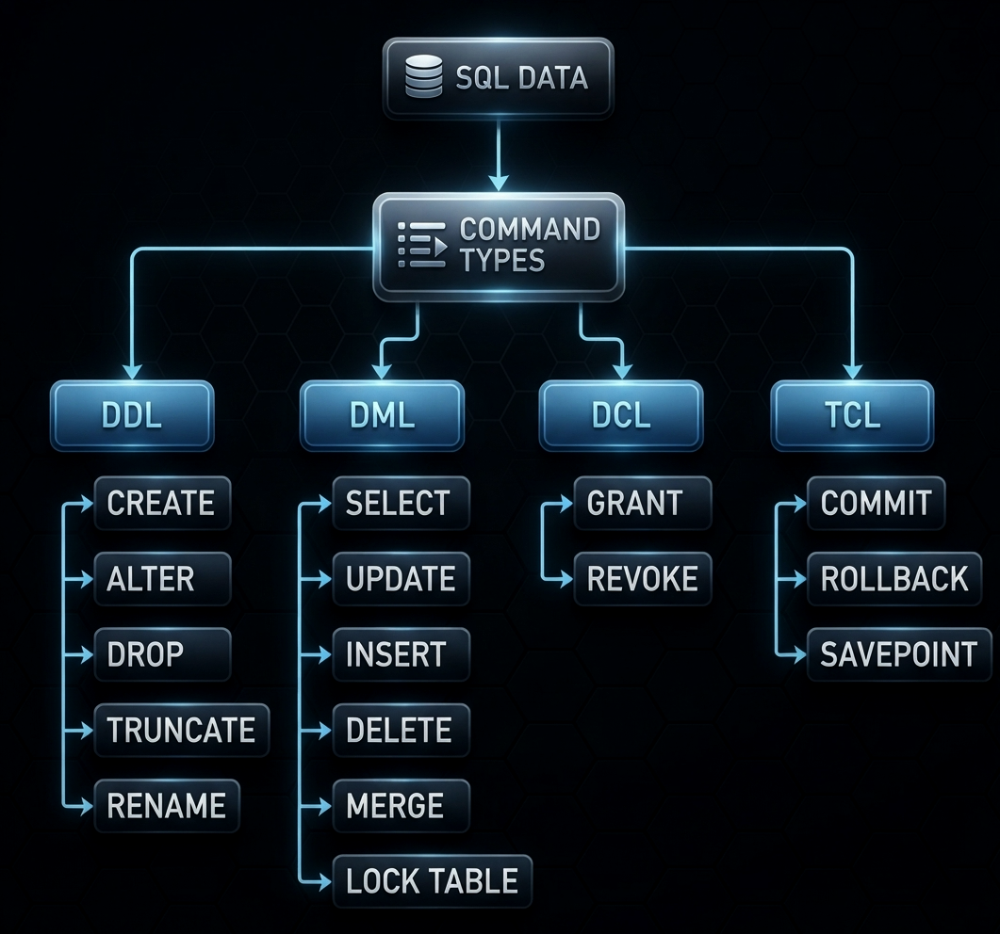 SQL DATA
COMMAND
TYPES
DDL
DML
DCL
TCL
CREATE
ALTER
DROP
TRUNCATE
RENAME
SELECT
UPDATE
INSERT
DELETE
MERGE
LOCK TABLE
GRANT
REVOKE
COMMIT
ROLLBACK
SAVEPOINT